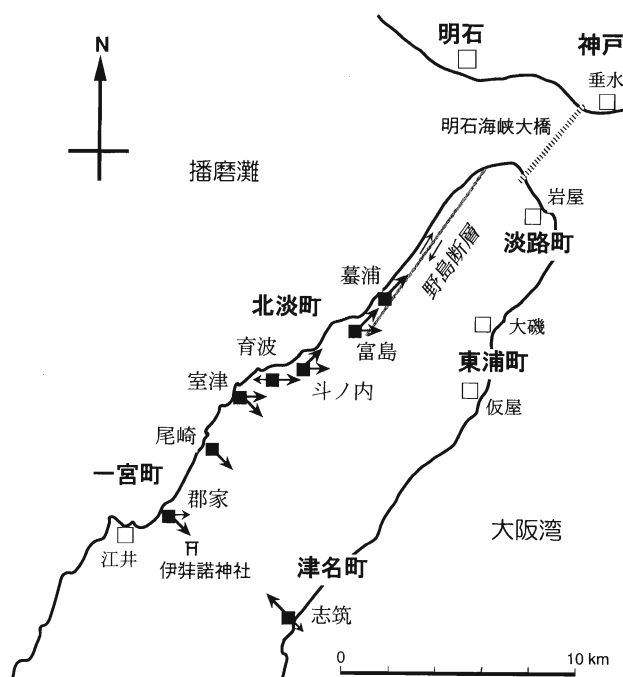 明石
神戸
N
垂水
明石海峡大橋
播磨灘
岩屋
淡路町
野島断層
蟇浦
北淡町
大磯
富島
育波
東浦町
室津
斗ノ内
仮屋
尾崎
一宮町
郡家
大阪湾
江井
伊弉諾神社
津名町
志筑
0
10 km